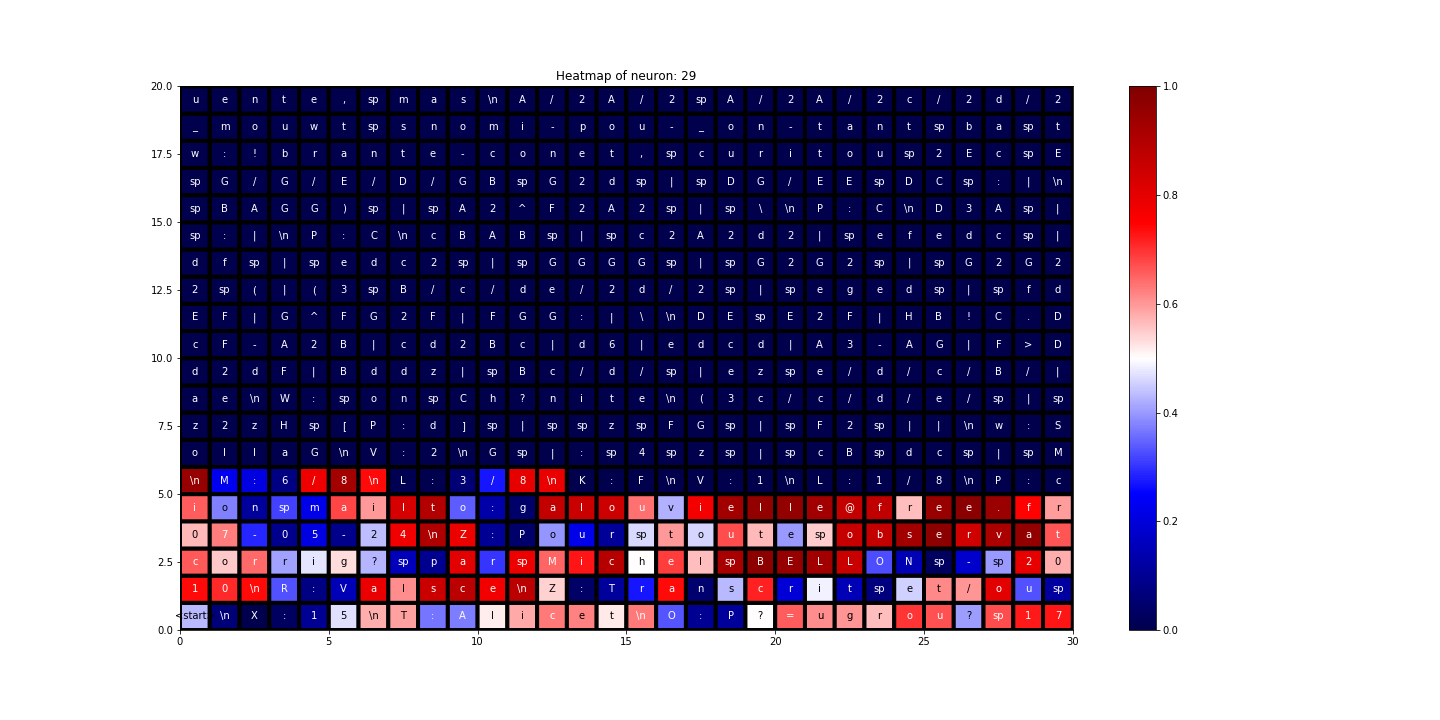 Heatmap of neuron: 29
20.0 u e n t e , sp m a s \n A / 2 A / 2 sp A / 2 A / 2 c / 2 d / 2 1.0
_ m o u w t sp s n o m i - p o u - _ o n - t a n t sp b a sp t
17.5 w : ! b r a n t e - c o n e t , sp c u r i t o u sp 2 E c sp E
sp G / G / E / D / G B sp G 2 d sp | sp D G / E E sp D C sp : | \n
15.0 sp B A G G ) sp | sp A 2 ^ F 2 A 2 sp | sp \ \n P : C \n D 3 A sp | 0.8
sp : | \n P : C \n c B A B sp | sp c 2 A 2 d 2 | sp e f e d c sp |
d f sp | sp e d c 2 sp | sp G G G G sp | sp G 2 G 2 sp | sp G 2 G 2
12.5 2 sp ( | ( 3 sp B / c / d e / 2 d / 2 sp | sp e g e d sp | sp f d
E F | G ^ F G 2 F | F G G : | \ \n D E sp E 2 F | H B ! C . D 0.6
10.0 c F - A 2 B | c d 2 B c | d 6 | e d c d | A 3 - A G | F > D
d 2 d F | B d d z | sp B c / d / sp | e z sp e / d / c / B / |
a e \n W : sp o n sp C h ? n i t e \n ( 3 c / c / d / e / sp | sp 0.4
7.5 z 2 z H sp [ P : d ] sp | sp sp z sp F G sp | sp F 2 sp | | \n w : S
o l l a G \n V : 2 \n G sp | : sp 4 sp z sp | sp c B sp d c sp | sp M
5.0 \n M : 6 / 8 \n L : 3 / 8 \n K : F \n V : 1 \n L : 1 / 8 \n P : c
i o n sp m a i l t o : g a l o u v i e l l e @ f r e e . f r 0.2
0 ? - 0 5 - 2 4 \n Z : P o u r sp t o u t e sp o b s e r v a t
2.5 c o r r i g ? sp p a r sp M i c h e l sp B E L L O N sp - sp 2 0
1 0 \n R : V a l s c e \n Z : T r a n s c r i t sp e t / o u sp
0.0 <start \n X : 1 5 \n T : A l i c e t \n O : P ? = u g r o u ? sp 1 7 0.0
0 5 10 15 20 25 30